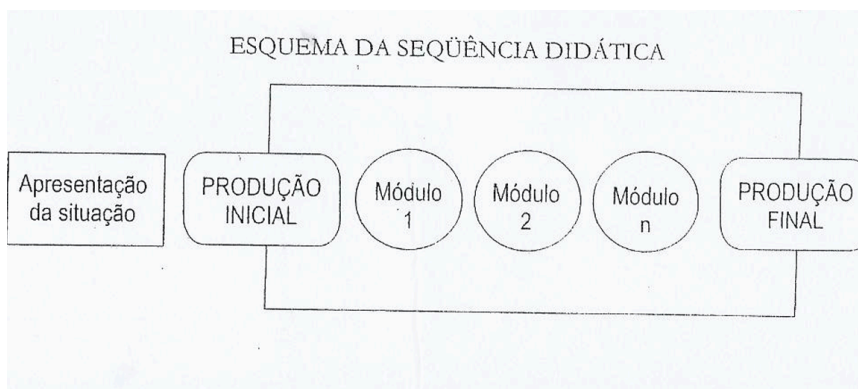 ESQUEMA DA SEQÜÊNCIA DIDÁTICA
Apresentação
da situação
PRODUÇÃO
INICIAL
Módulo
1
Módulo
2
Módulo
n
PRODUÇÃO
FINAL